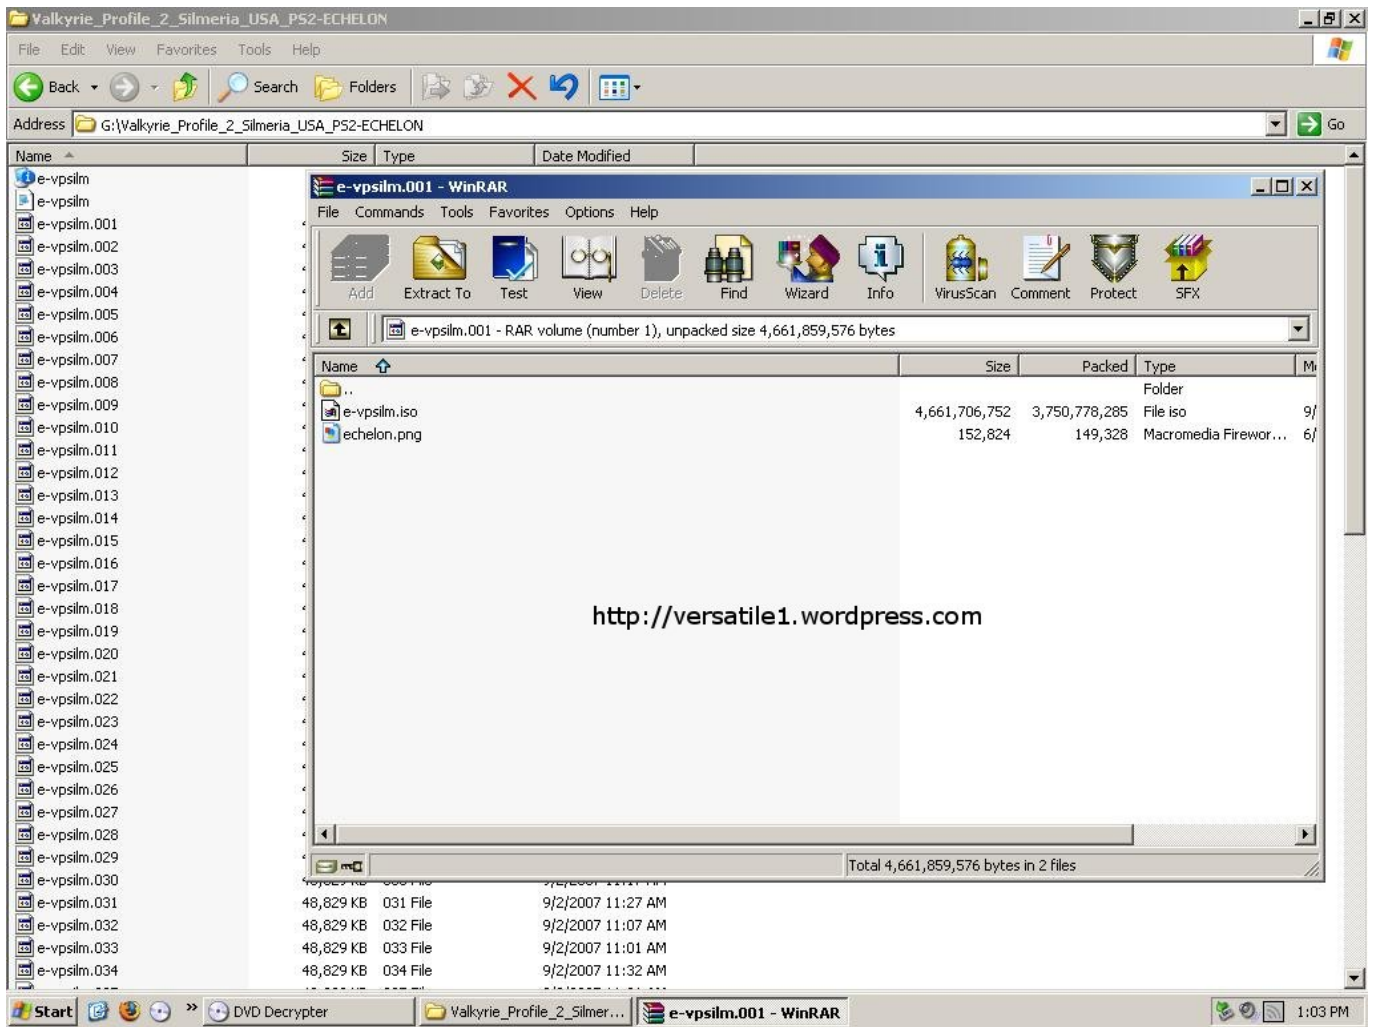 Valkyrie_Profile_2_Silmeria_USA_PS2-ECHELON
File Edit View Favorites Tools Help
Back Search Folders
Address G:\Valkyrie_Profile_2_Silmeria_USA_PS2-ECHELON Go
Name Size Type Date Modified
e-vpsilm
e-vpsilm
e-vpsilm.001
e-vpsilm.002
e-vpsilm.003
e-vpsilm.004
e-vpsilm.005
e-vpsilm.006
e-vpsilm.007
e-vpsilm.008
e-vpsilm.009
e-vpsilm.010
e-vpsilm.011
e-vpsilm.012
e-vpsilm.013
e-vpsilm.014
e-vpsilm.015
e-vpsilm.016
e-vpsilm.017
e-vpsilm.018
e-vpsilm.019
e-vpsilm.020
e-vpsilm.021
e-vpsilm.022
e-vpsilm.023
e-vpsilm.024
e-vpsilm.025
e-vpsilm.026
e-vpsilm.027
e-vpsilm.028
e-vpsilm.029
e-vpsilm.030
e-vpsilm.031 48,829 KB 031 File 9/2/2007 11:27 AM
e-vpsilm.032 48,829 KB 032 File 9/2/2007 11:07 AM
e-vpsilm.033 48,829 KB 033 File 9/2/2007 11:01 AM
e-vpsilm.034 48,829 KB 034 File 9/2/2007 11:32 AM
e-vpsilm.001 - WinRAR
File Commands Tools Favorites Options Help
Add Extract To Test View Delete Find Wizard Info VirusScan Comment Protect SFX
e-vpsilm.001 - RAR volume (number 1), unpacked size 4,661,859,576 bytes
Name Size Packed Type
.. Folder
e-vpsilm.iso 4,661,706,752 3,750,778,285 File iso 9/
echelon.png 152,824 149,328 Macromedia Firewor... 6/
http://versatile1.wordpress.com
Total 4,661,859,576 bytes in 2 files
Start » DVD Decrypter Valkyrie_Profile_2_Silmer... e-vpsilm.001 - WinRAR 1:03 PM